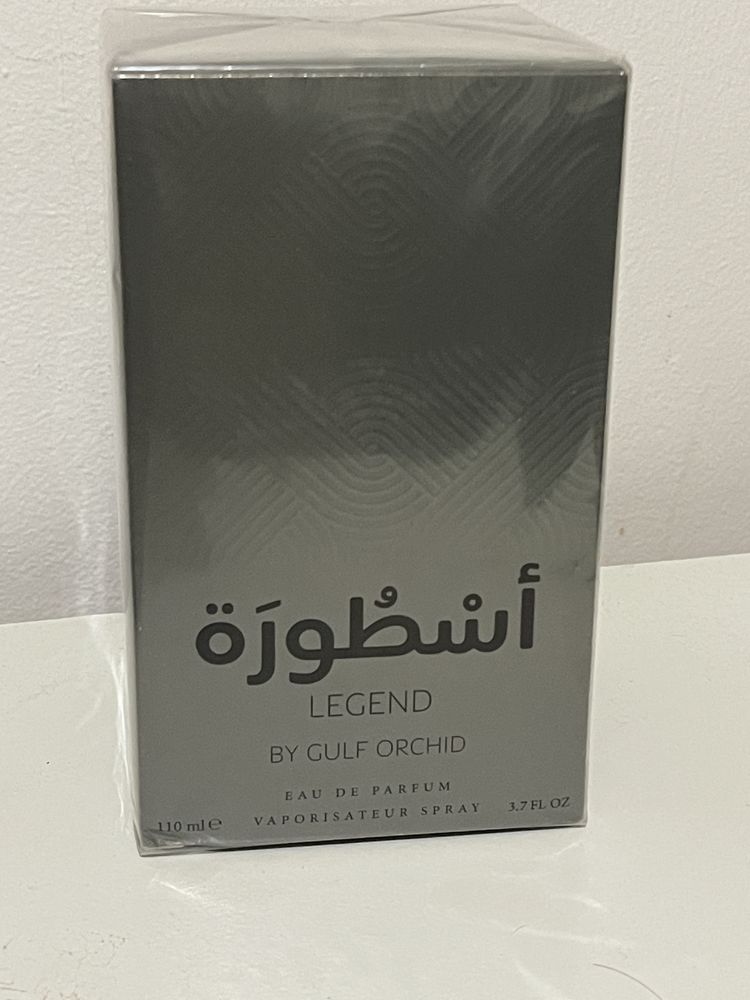 أسْطُورَة
LEGEND
BY GULF ORCHID
EAU DE PARFUM
110 ml e VAPORISATEUR SPRAY 3.7 FL OZ